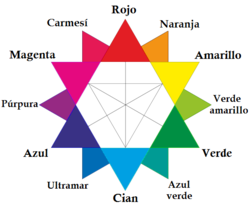 Rojo
Carmesí
Naranja
Magenta
Amarillo
Púrpura
Verde
amarillo
Azul
Verde
Ultramar
Azul
verde
Cian